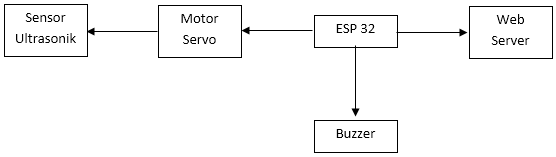 Sensor
Ultrasonik
Motor
Servo
ESP 32
Web
Server
Buzzer